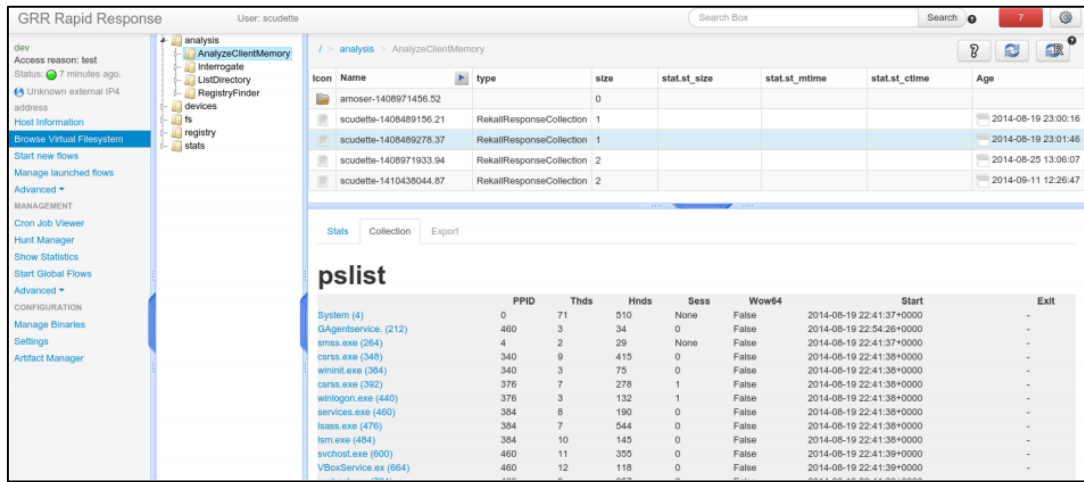 GRR Rapid Response User: scudette Search Box Search 7
dev
Access reason: test
Status: 7 minutes ago.
Unknown external IP4
address
Host Information
Browse Virtual Filesystem
Start new flows
Manage launched flows
Advanced
MANAGEMENT
Cron Job Viewer
Hunt Manager
Show Statistics
Start Global Flows
Advanced
CONFIGURATION
Manage Binaries
Settings
Artifact Manager
analysis
AnalyzeClientMemory
Interrogate
ListDirectory
RegistryFinder
devices
fs
registry
stats
/ > analysis > AnalyzeClientMemory
Icon Name type size stat.st_size stat.st_mtime stat.st_ctime Age
amoser-1408971456.52 0
scudette-1408489156.21 RekallResponseCollection 1 2014-08-19 23:00:16
scudette-1408489278.37 RekallResponseCollection 1 2014-08-19 23:01:46
scudette-1408971933.94 RekallResponseCollection 2 2014-08-25 13:06:07
scudette-1410438044.87 RekallResponseCollection 2 2014-09-11 12:26:47
Stats Collection Export
pslist
PPID Thds Hnds Sess Wow64 Start Exit
System (4) 0 71 510 None False 2014-08-19 22:41:37+0000 -
GAgentservice. (212) 460 3 34 0 False 2014-08-19 22:54:26+0000 -
smss.exe (264) 4 2 29 None False 2014-08-19 22:41:37+0000 -
csrss.exe (348) 340 9 415 0 False 2014-08-19 22:41:38+0000 -
wininit.exe (384) 340 3 75 0 False 2014-08-19 22:41:38+0000 -
csrss.exe (392) 376 7 278 1 False 2014-08-19 22:41:38+0000 -
winlogon.exe (440) 376 3 132 1 False 2014-08-19 22:41:38+0000 -
services.exe (460) 384 8 190 0 False 2014-08-19 22:41:38+0000 -
lsass.exe (476) 384 7 544 0 False 2014-08-19 22:41:38+0000 -
lsm.exe (484) 384 10 145 0 False 2014-08-19 22:41:38+0000 -
svchost.exe (600) 460 11 355 0 False 2014-08-19 22:41:39+0000 -
VBoxService.ex (664) 460 12 118 0 False 2014-08-19 22:41:39+0000 -